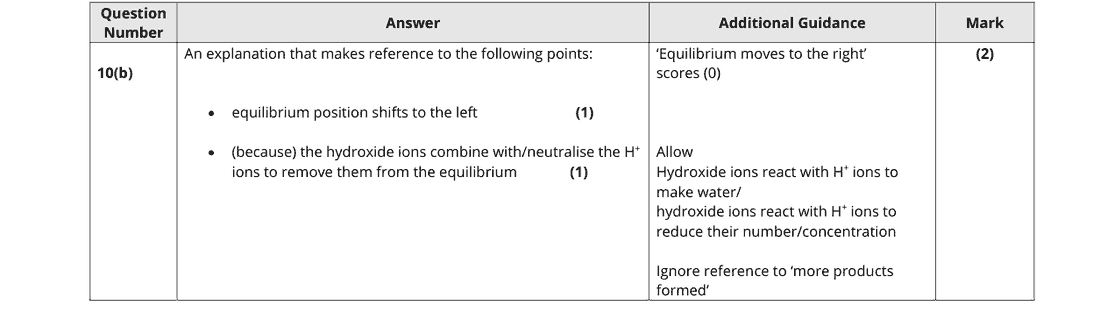 Question Number
Answer
Additional Guidance
Mark
10(b)
An explanation that makes reference to the following points:
• equilibrium position shifts to the left (1)
• (because) the hydroxide ions combine with/neutralise the H⁺
ions to remove them from the equilibrium (1)
'Equilibrium moves to the right'
scores (0)
Allow
Hydroxide ions react with H⁺ ions to
make water/
hydroxide ions react with H⁺ ions to
reduce their number/concentration
Ignore reference to 'more products
formed'
(2)